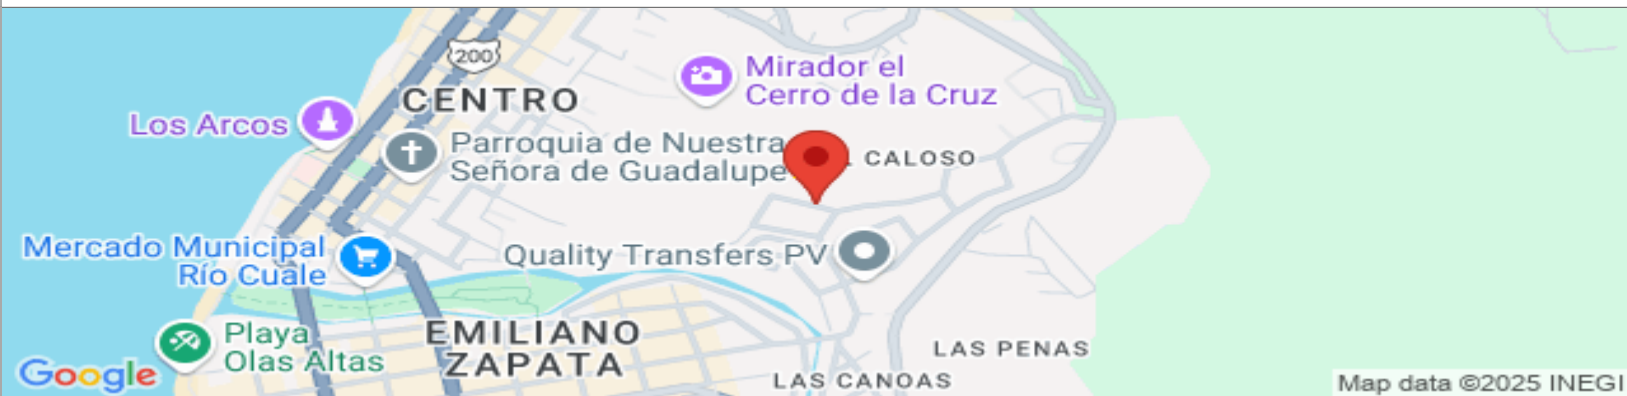 200
Mirador el
Cerro de la Cruz
CENTRO
Los Arcos
Parroquia de Nuestra
Señora de Guadalupe
CALOSO
Mercado Municipal
Río Cuale
Quality Transfers PV
Playa
Olas Altas
EMILIANO
ZAPATA
LAS PENAS
LAS CANOAS
Google
Map data ©2025 INEGI